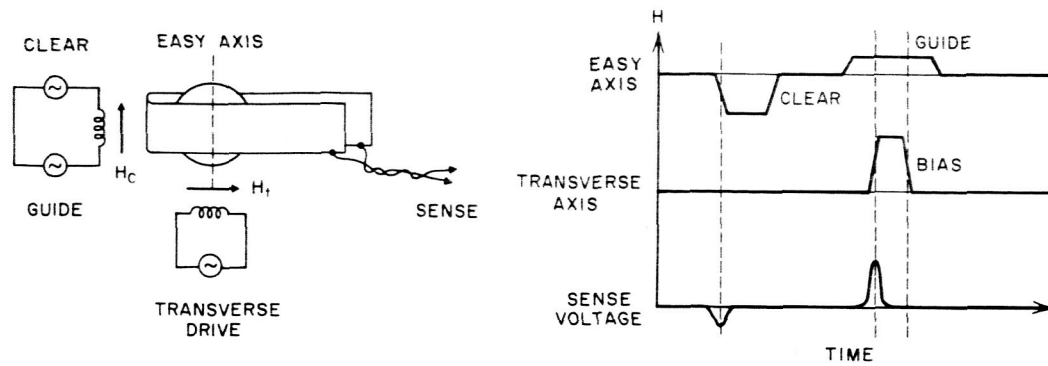 CLEAR
EASY AXIS
H_C
H_t
GUIDE
SENSE
TRANSVERSE
DRIVE
H
GUIDE
EASY
AXIS
CLEAR
TRANSVERSE
AXIS
BIAS
SENSE
VOLTAGE
TIME